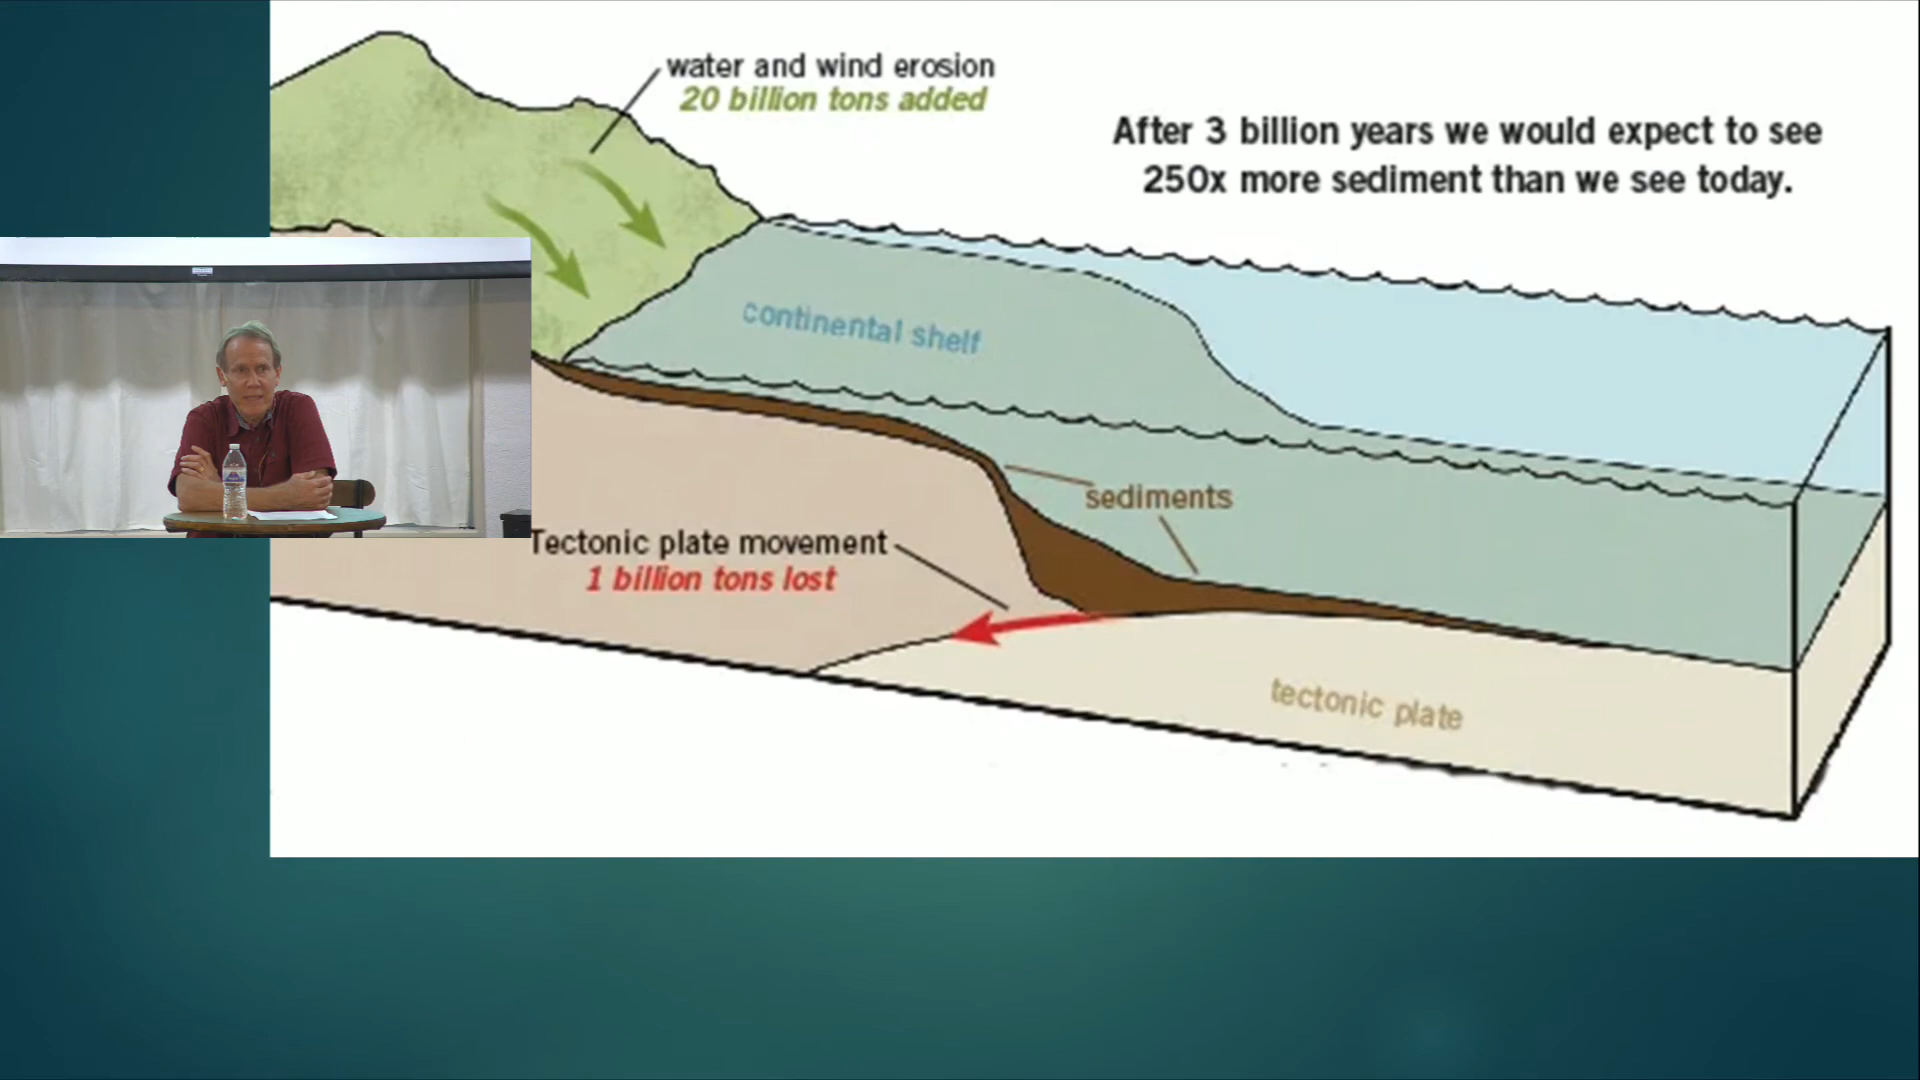 water and wind erosion
20 billion tons added
After 3 billion years we would expect to see
250x more sediment than we see today.
continental shelf
sediments
Tectonic plate movement
1 billion tons lost
tectonic plate